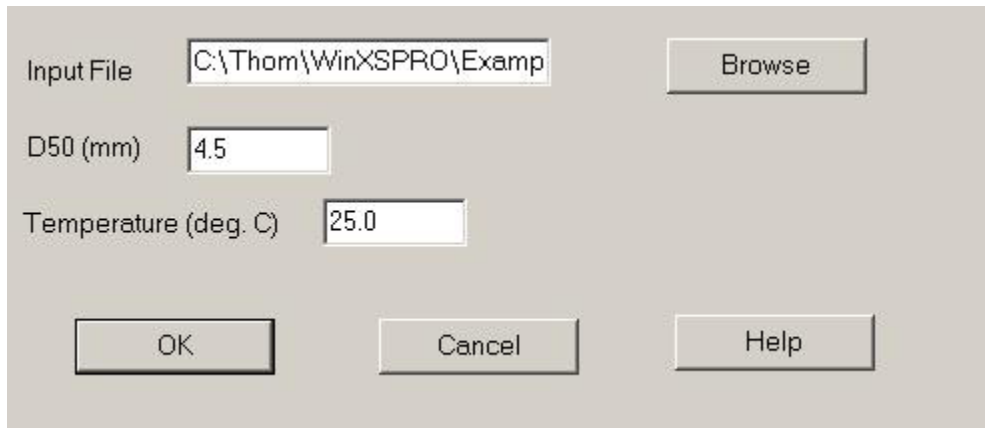 Input File C:\Thom\WinXSPRO\Examp Browse
D50 (mm) 4.5
Temperature (deg. C) 25.0
OK Cancel Help